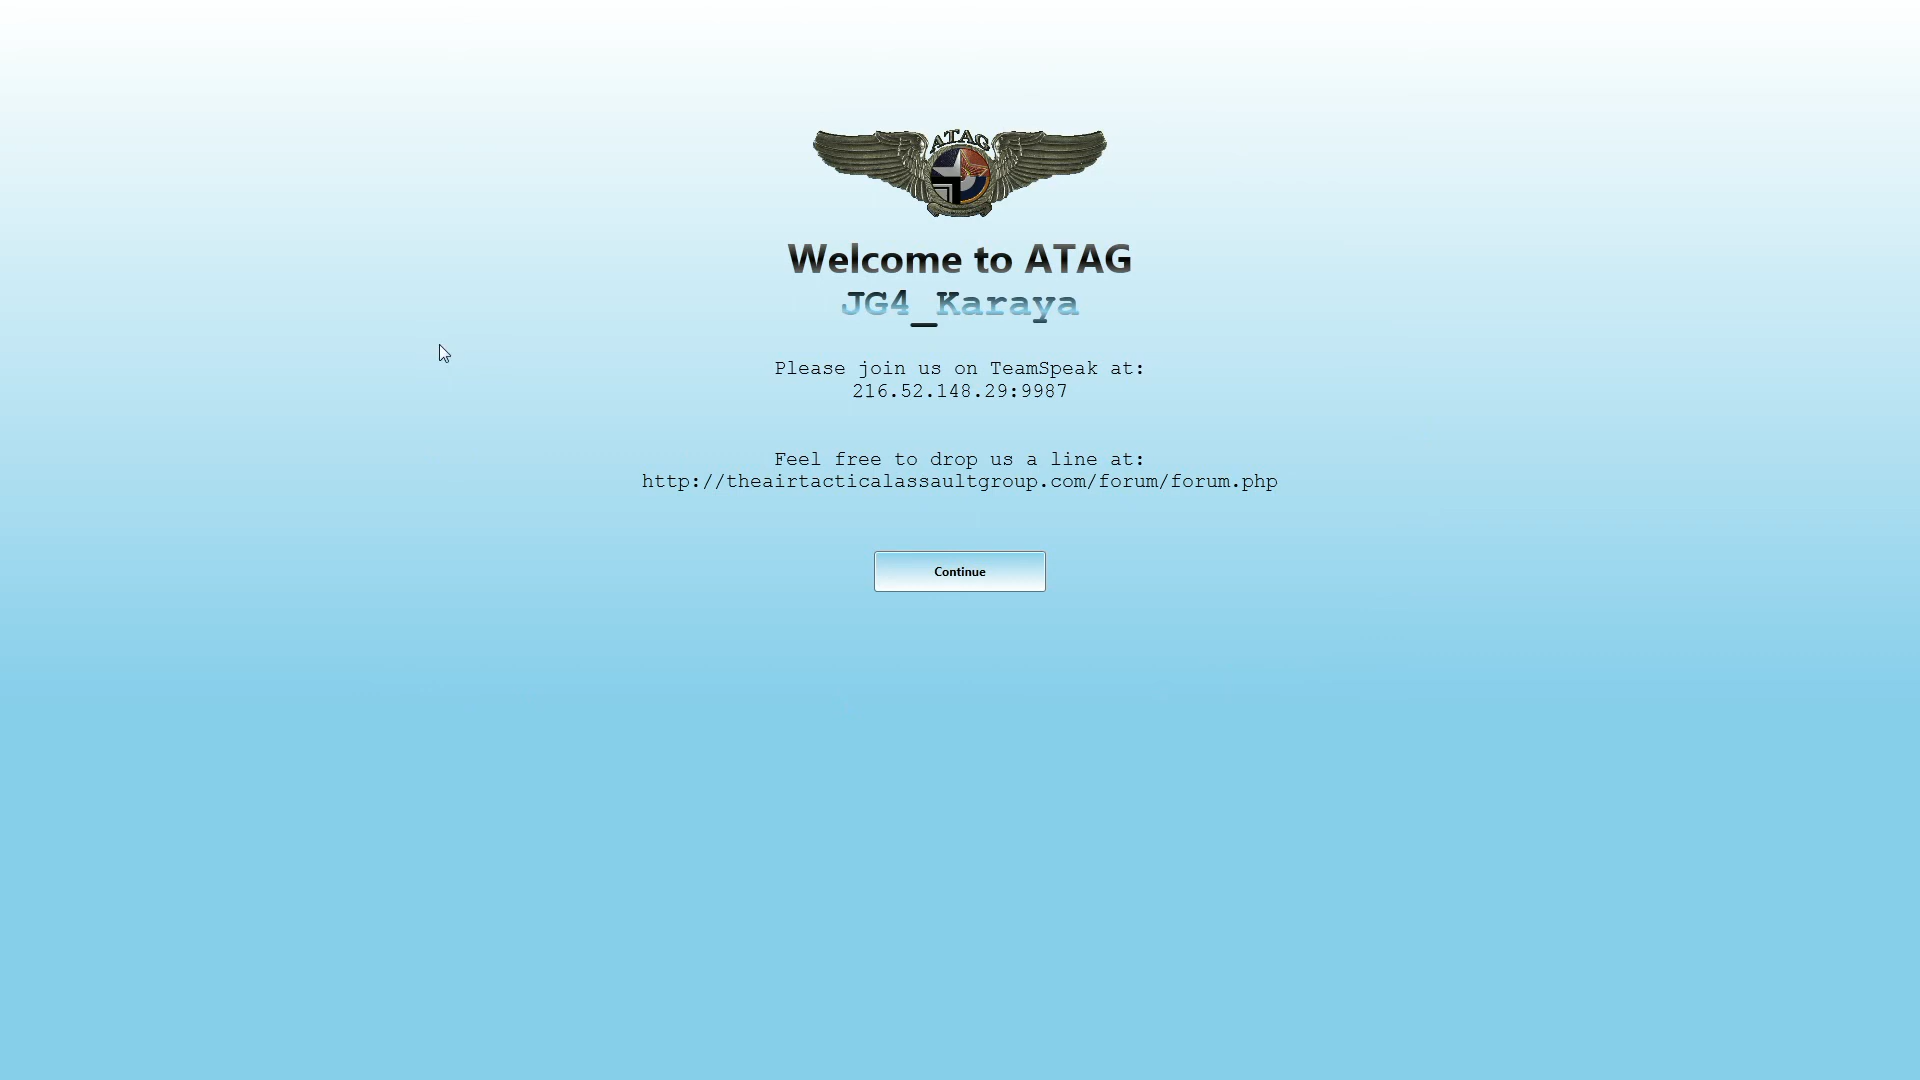 ATAG
Welcome to ATAG
JG4_Karaya
Please join us on TeamSpeak at:
216.52.148.29:9987
Feel free to drop us a line at:
http://theairtacticalassaultgroup.com/forum/forum.php
Continue